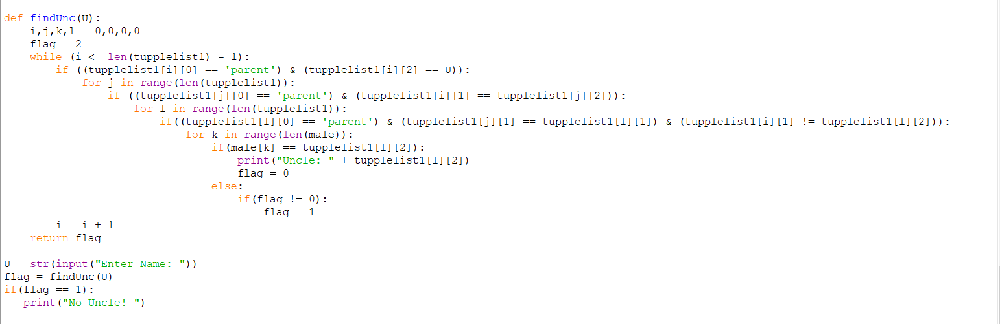 def findUnc(U):
    i,j,k,l = 0,0,0,0
    flag = 2
    while (i <= len(tupplelist1) - 1):
        if ((tupplelist1[i][0] == 'parent') & (tupplelist1[i][2] == U)):
            for j in range(len(tupplelist1)):
                if ((tupplelist1[j][0] == 'parent') & (tupplelist1[i][1] == tupplelist1[j][2])):
                    for l in range(len(tupplelist1)):
                        if((tupplelist1[l][0] == 'parent') & (tupplelist1[j][1] == tupplelist1[l][1]) & (tupplelist1[i][1] != tupplelist1[l][2])):
                            for k in range(len(male)):
                                if(male[k] == tupplelist1[l][2]):
                                    print("Uncle: " + tupplelist1[l][2])
                                    flag = 0
                                else:
                                    if(flag != 0):
                                        flag = 1
        i = i + 1
    return flag

U = str(input("Enter Name: "))
flag = findUnc(U)
if(flag == 1):
   print("No Uncle! ")